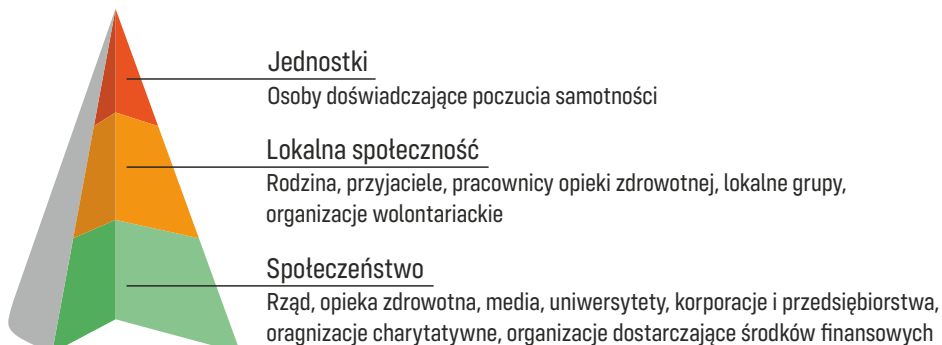 Jednostki
Osoby doświadczające poczucia samotności
Lokalna społeczność
Rodzina, przyjaciele, pracownicy opieki zdrowotnej, lokalne grupy,
organizacje wolontariackie
Społeczeństwo
Rząd, opieka zdrowotna, media, uniwersytety, korporacje i przedsiębiorstwa,
oragnizacje charytatywne, organizacje dostarczające środków finansowych